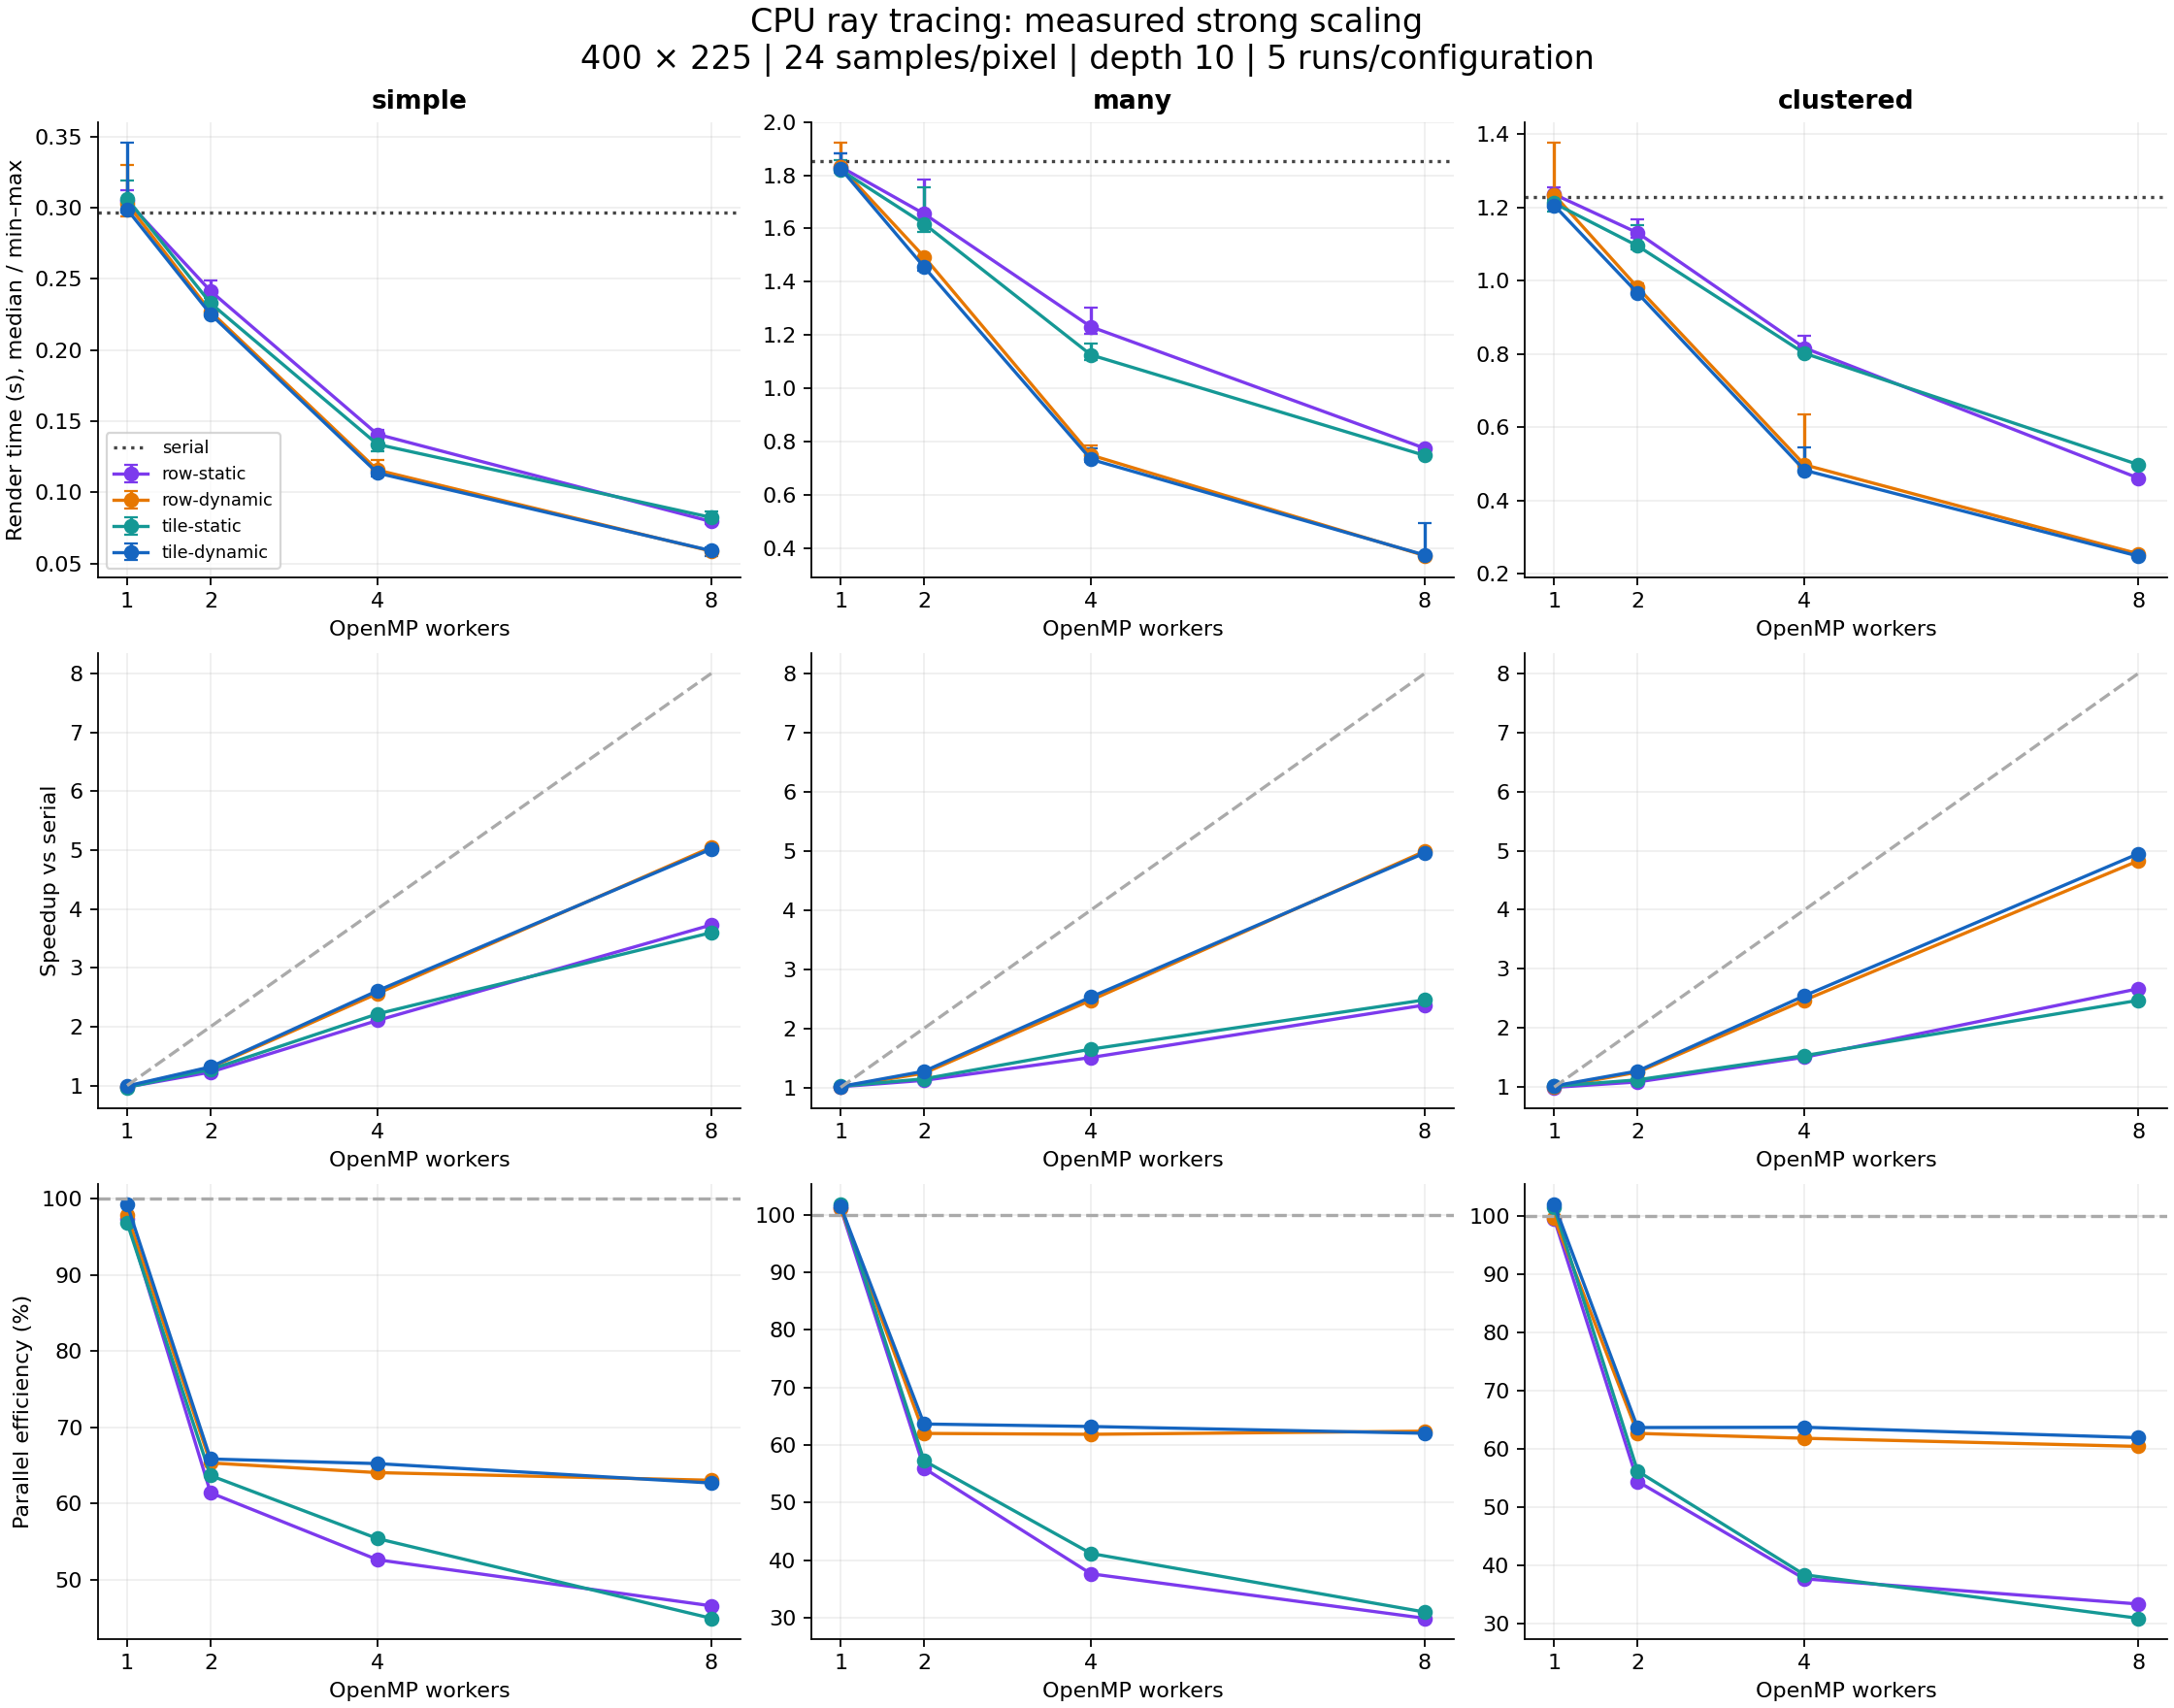 CPU ray tracing: measured strong scaling
400 × 225 | 24 samples/pixel | depth 10 | 5 runs/configuration
simple
Render time (s), median / min–max
0.35
0.30
0.25
0.20
0.15
0.10
0.05
serial
row-static
row-dynamic
tile-static
tile-dynamic
1 2 4 8
OpenMP workers
many
2.0
1.8
1.6
1.4
1.2
1.0
0.8
0.6
0.4
1 2 4 8
OpenMP workers
clustered
1.4
1.2
1.0
0.8
0.6
0.4
0.2
1 2 4 8
OpenMP workers
Speedup vs serial
8
7
6
5
4
3
2
1
1 2 4 8
OpenMP workers
8
7
6
5
4
3
2
1
1 2 4 8
OpenMP workers
8
7
6
5
4
3
2
1
1 2 4 8
OpenMP workers
Parallel efficiency (%)
100
90
80
70
60
50
1 2 4 8
OpenMP workers
100
90
80
70
60
50
40
30
1 2 4 8
OpenMP workers
100
90
80
70
60
50
40
30
1 2 4 8
OpenMP workers